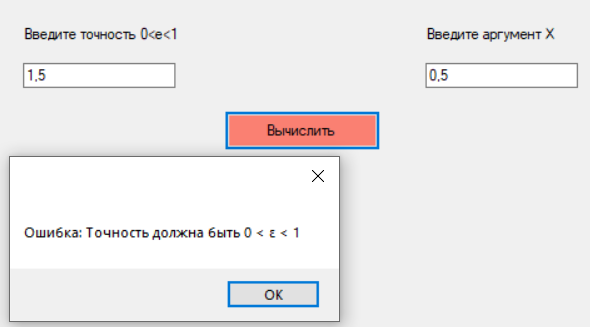 Введите точность 0<e<1
Введите аргумент X
1,5
0,5
Вычислить
Ошибка: Точность должна быть 0 < ε < 1
OK